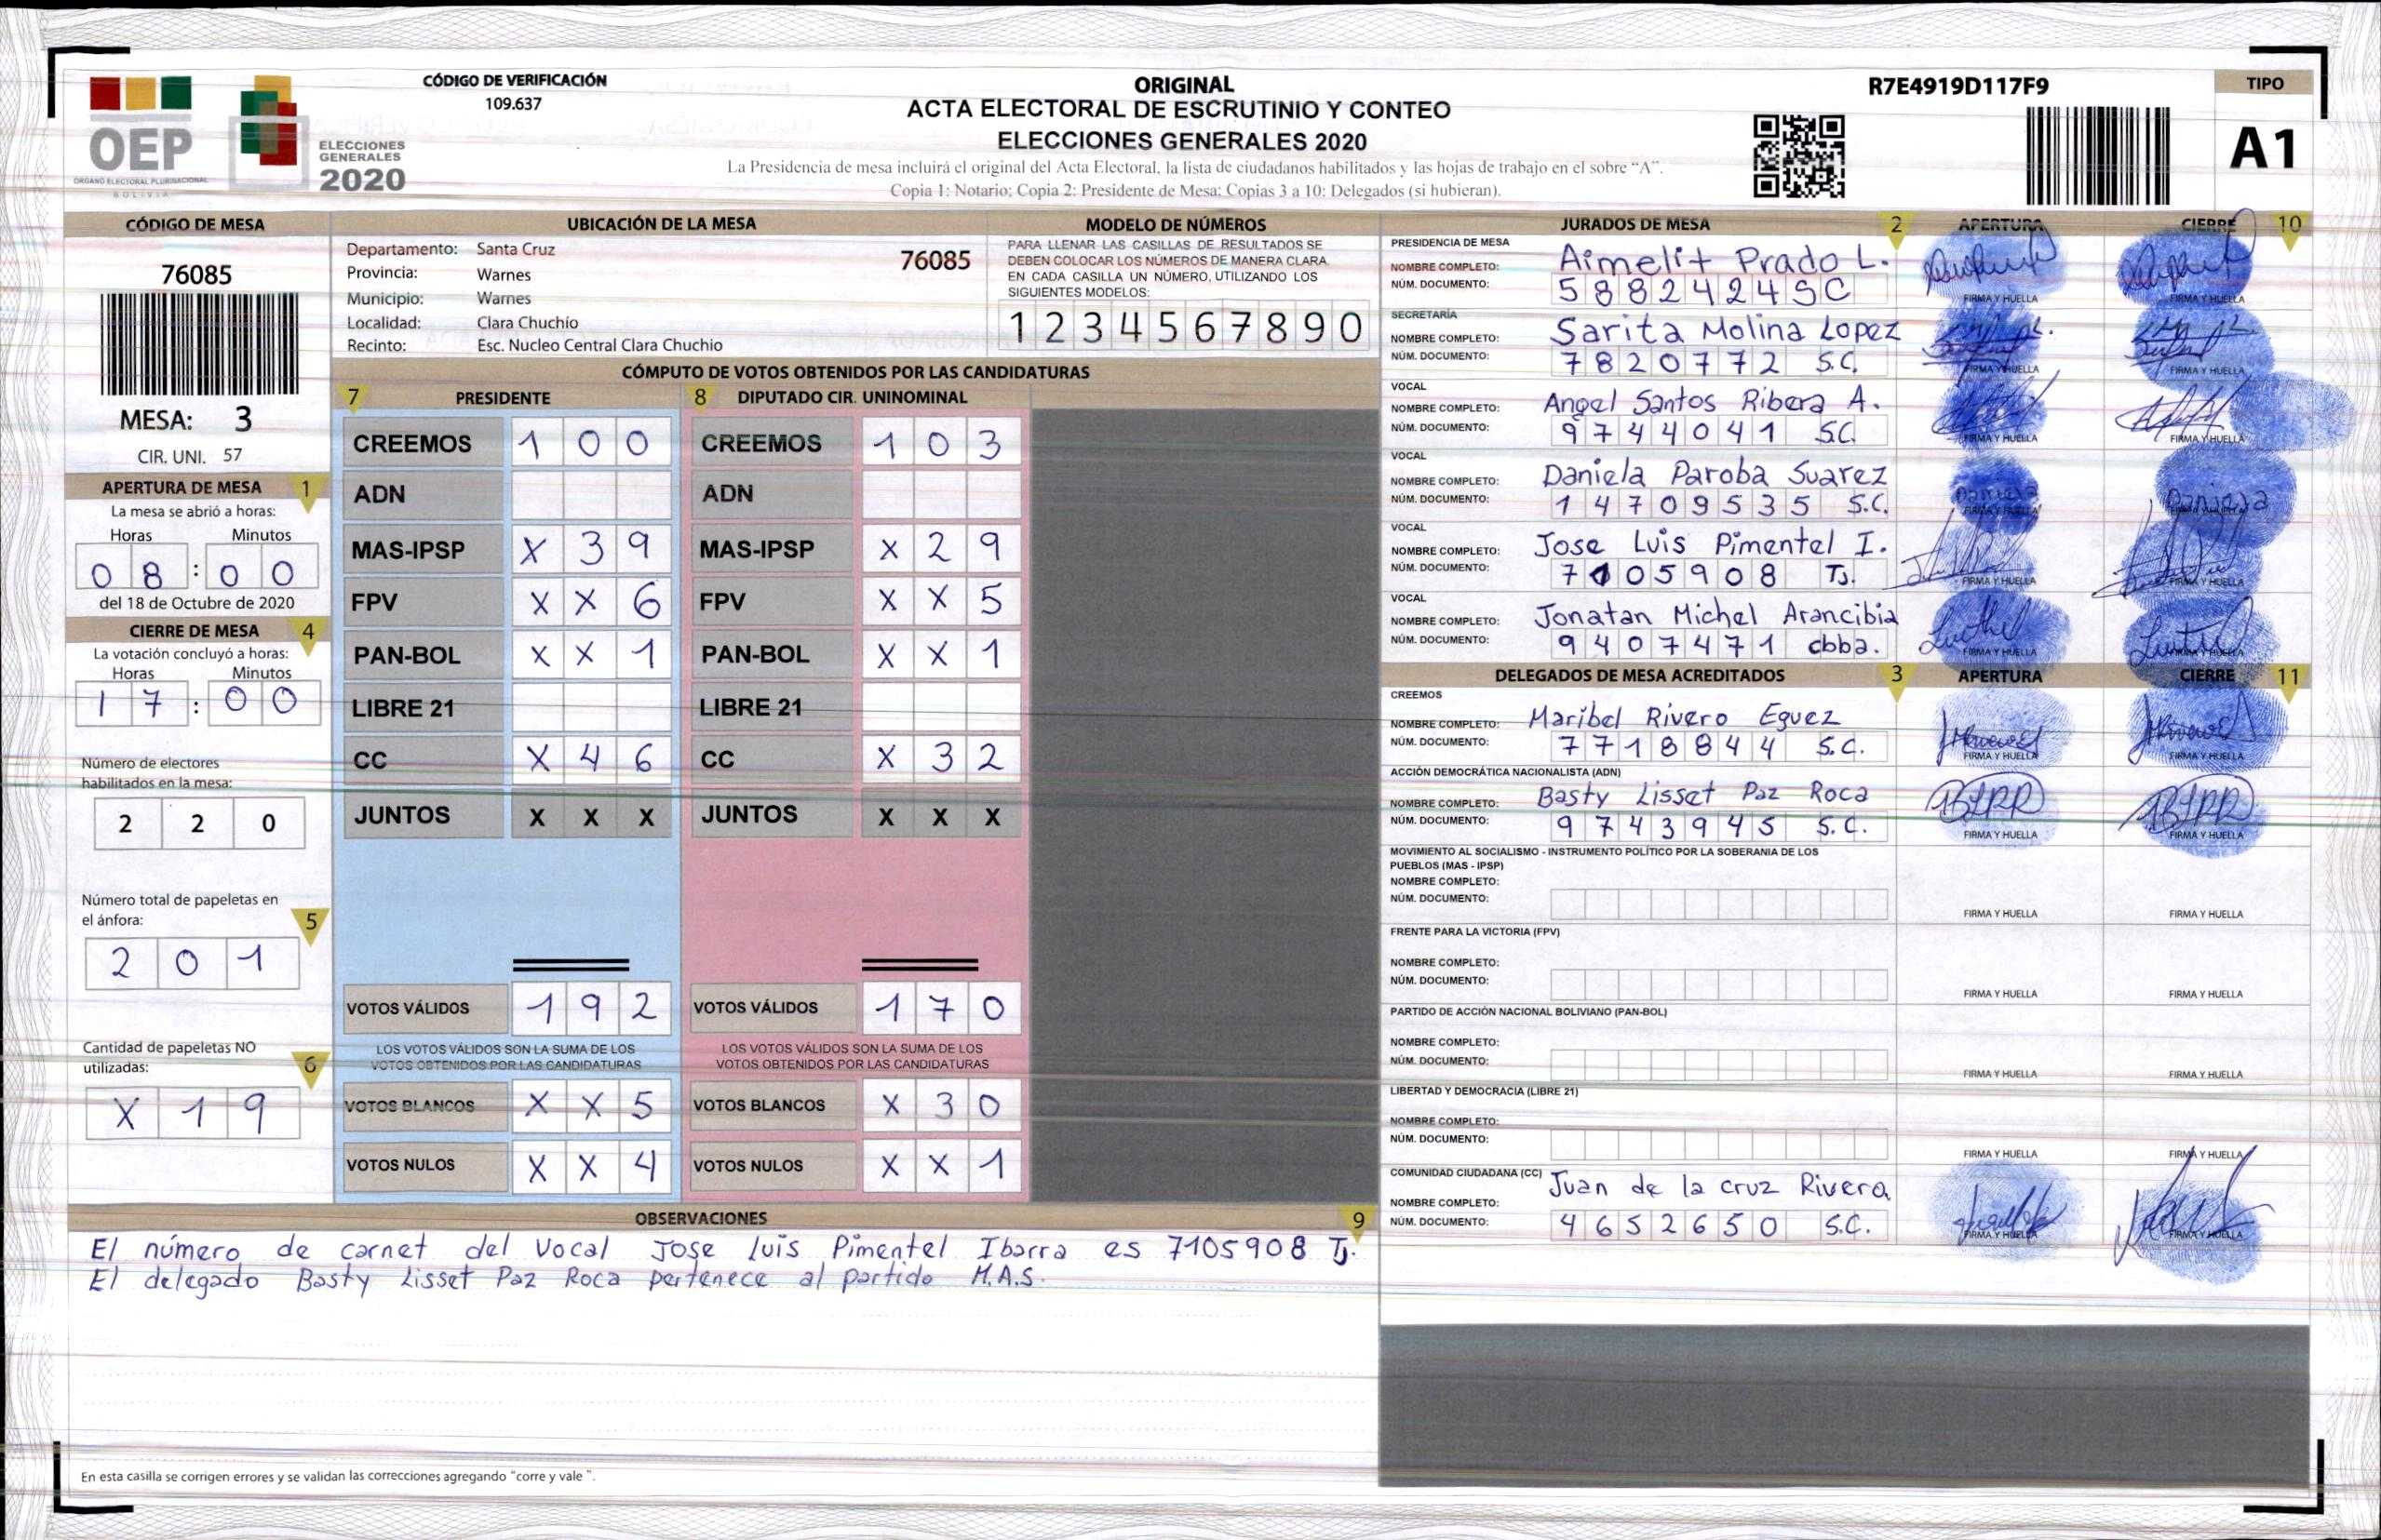 CÓDIGO DE VERIFICACIÓN
109.637
OEP
ÓRGANO ELECTORAL PLURINACIONAL
BOLIVIA
ELECCIONES
GENERALES
2020
ORIGINAL
ACTA ELECTORAL DE ESCRUTINIO Y CONTEO
ELECCIONES GENERALES 2020
La Presidencia de mesa incluirá el original del Acta Electoral, la lista de ciudadanos habilitados y las hojas de trabajo en el sobre “A”.
Copia 1: Notario; Copia 2: Presidente de Mesa; Copias 3 a 10: Delegados (si hubieran).
R7E4919D117F9
TIPO
A1
CÓDIGO DE MESA
76085
MESA: 3
CIR. UNI. 57
APERTURA DE MESA 1
La mesa se abrió a horas:
Horas Minutos
0 8 : 0 0
del 18 de Octubre de 2020
CIERRE DE MESA 4
La votación concluyó a horas:
Horas Minutos
1 7 : 0 0
Número de electores
habilitados en la mesa:
2 2 0
Número total de papeletas en
el ánfora: 5
2 0 1
Cantidad de papeletas NO
utilizadas: 6
X 1 9
UBICACIÓN DE LA MESA
Departamento: Santa Cruz 76085
Provincia: Warnes
Municipio: Warnes
Localidad: Clara Chuchío
Recinto: Esc. Nucleo Central Clara Chuchio
MODELO DE NÚMEROS
PARA LLENAR LAS CASILLAS DE RESULTADOS SE
DEBEN COLOCAR LOS NÚMEROS DE MANERA CLARA.
EN CADA CASILLA UN NÚMERO, UTILIZANDO LOS
SIGUIENTES MODELOS:
1 2 3 4 5 6 7 8 9 0
CÓMPUTO DE VOTOS OBTENIDOS POR LAS CANDIDATURAS
7 PRESIDENTE 8 DIPUTADO CIR. UNINOMINAL
CREEMOS 1 0 0 CREEMOS 1 0 3
ADN ADN
MAS-IPSP X 3 9 MAS-IPSP X 2 9
FPV X X 6 FPV X X 5
PAN-BOL X X 1 PAN-BOL X X 1
LIBRE 21 LIBRE 21
CC X 4 6 CC X 3 2
JUNTOS X X X JUNTOS X X X
VOTOS VÁLIDOS 1 9 2 VOTOS VÁLIDOS 1 7 0
LOS VOTOS VÁLIDOS SON LA SUMA DE LOS LOS VOTOS VÁLIDOS SON LA SUMA DE LOS
VOTOS OBTENIDOS POR LAS CANDIDATURAS VOTOS OBTENIDOS POR LAS CANDIDATURAS
VOTOS BLANCOS X X 5 VOTOS BLANCOS X 3 0
VOTOS NULOS X X 4 VOTOS NULOS X X 1
OBSERVACIONES 9
El número de carnet del Vocal Jose Luis Pimentel Ibarra es 7105908 Tj.
El delegado Basty Lisset Paz Roca pertenece al partido M.A.S.
En esta casilla se corrigen errores y se validan las correcciones agregando “corre y vale ”.
JURADOS DE MESA 2 APERTURA CIERRE 10
PRESIDENCIA DE MESA
NOMBRE COMPLETO: Aimelit Prado L.
NÚM. DOCUMENTO: 5882424SC FIRMA Y HUELLA FIRMA Y HUELLA
SECRETARÍA
NOMBRE COMPLETO: Sarita Molina Lopez
NÚM. DOCUMENTO: 7820772 S.C. FIRMA Y HUELLA FIRMA Y HUELLA
VOCAL
NOMBRE COMPLETO: Angel Santos Ribera A.
NÚM. DOCUMENTO: 9744041 SC. FIRMA Y HUELLA FIRMA Y HUELLA
VOCAL
NOMBRE COMPLETO: Daniela Paroba Suarez
NÚM. DOCUMENTO: 14709535 S.C. Daniela Daniela
VOCAL
NOMBRE COMPLETO: Jose Luis Pimentel I.
NÚM. DOCUMENTO: 7105908 Tj. FIRMA Y HUELLA FIRMA Y HUELLA
VOCAL
NOMBRE COMPLETO: Jonatan Michel Arancibia
NÚM. DOCUMENTO: 9407471 cbba. FIRMA Y HUELLA FIRMA Y HUELLA
DELEGADOS DE MESA ACREDITADOS 3 APERTURA CIERRE 11
CREEMOS
NOMBRE COMPLETO: Maribel Rivero Eguez
NÚM. DOCUMENTO: 7718844 S.C. FIRMA Y HUELLA FIRMA Y HUELLA
ACCIÓN DEMOCRÁTICA NACIONALISTA (ADN)
NOMBRE COMPLETO: Basty Lisset Paz Roca
NÚM. DOCUMENTO: 9743945 S.C. FIRMA Y HUELLA FIRMA Y HUELLA
MOVIMIENTO AL SOCIALISMO - INSTRUMENTO POLÍTICO POR LA SOBERANIA DE LOS
PUEBLOS (MAS - IPSP)
NOMBRE COMPLETO:
NÚM. DOCUMENTO: FIRMA Y HUELLA FIRMA Y HUELLA
FRENTE PARA LA VICTORIA (FPV)
NOMBRE COMPLETO:
NÚM. DOCUMENTO: FIRMA Y HUELLA FIRMA Y HUELLA
PARTIDO DE ACCIÓN NACIONAL BOLIVIANO (PAN-BOL)
NOMBRE COMPLETO:
NÚM. DOCUMENTO: FIRMA Y HUELLA FIRMA Y HUELLA
LIBERTAD Y DEMOCRACIA (LIBRE 21)
NOMBRE COMPLETO:
NÚM. DOCUMENTO: FIRMA Y HUELLA FIRMA Y HUELLA
COMUNIDAD CIUDADANA (CC)
NOMBRE COMPLETO: Juan de la cruz Rivera
NÚM. DOCUMENTO: 4652650 S.C. FIRMA Y HUELLA FIRMA Y HUELLA